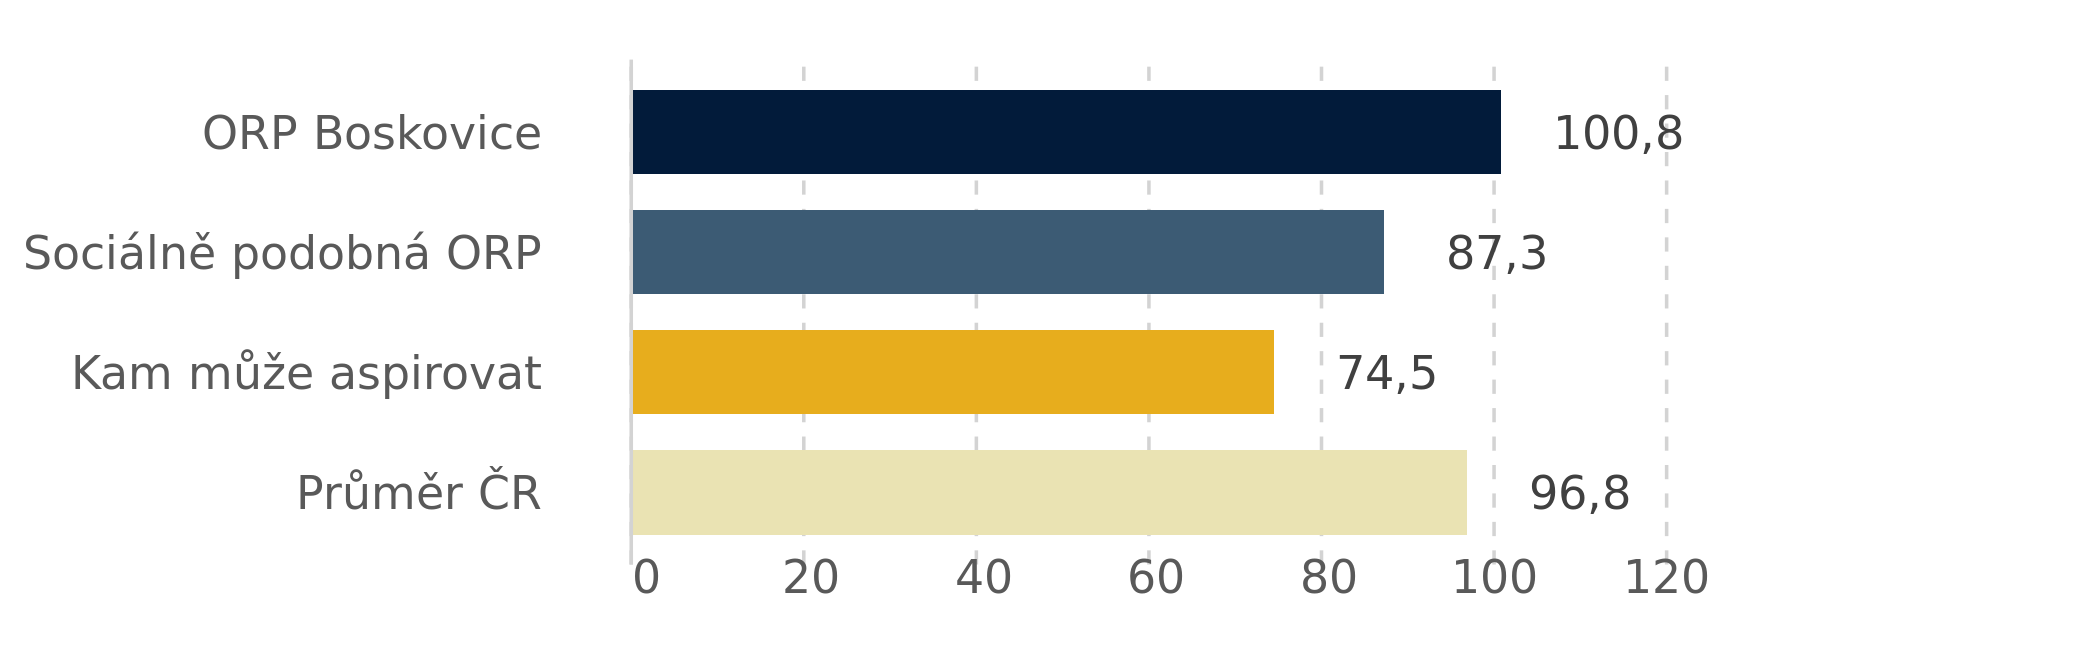 ORP Boskovice 100,8
Sociálně podobná ORP 87,3
Kam může aspirovat 74,5
Průměr ČR 96,8
0 20 40 60 80 100 120